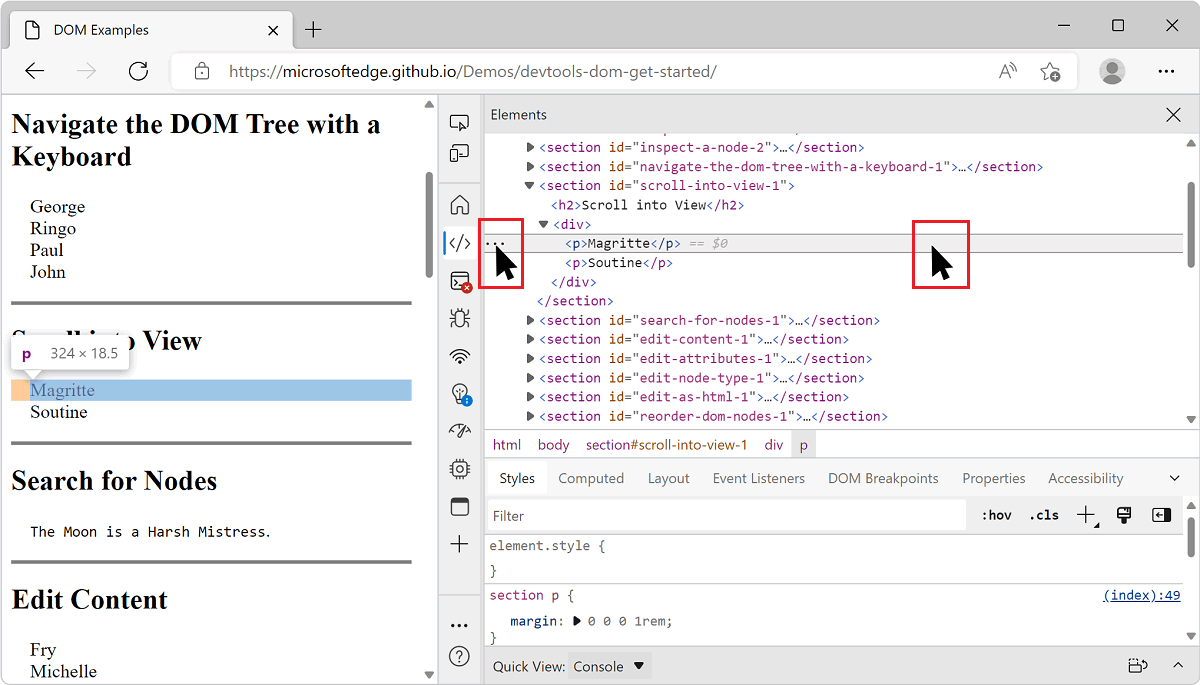 DOM Examples
https://microsoftedge.github.io/Demos/devtools-dom-get-started/
Navigate the DOM Tree with a
Keyboard
George
Ringo
Paul
John
to View
p 324 × 18.5
Magritte
Soutine
Search for Nodes
The Moon is a Harsh Mistress.
Edit Content
Fry
Michelle
Elements
<section id="inspect-a-node-2">…</section>
<section id="navigate-the-dom-tree-with-a-keyboard-1">…</section>
<section id="scroll-into-view-1">
<h2>Scroll into View</h2>
<div>
··· <p>Magritte</p> == $0
<p>Soutine</p>
</div>
</section>
<section id="search-for-nodes-1">…</section>
<section id="edit-content-1">…</section>
<section id="edit-attributes-1">…</section>
<section id="edit-node-type-1">…</section>
<section id="edit-as-html-1">…</section>
<section id="reorder-dom-nodes-1">…</section>
html body section#scroll-into-view-1 div p
Styles Computed Layout Event Listeners DOM Breakpoints Properties Accessibility
Filter :hov .cls
element.style {
}
section p { (index):49
margin: 0 0 0 1rem;
}
Quick View: Console